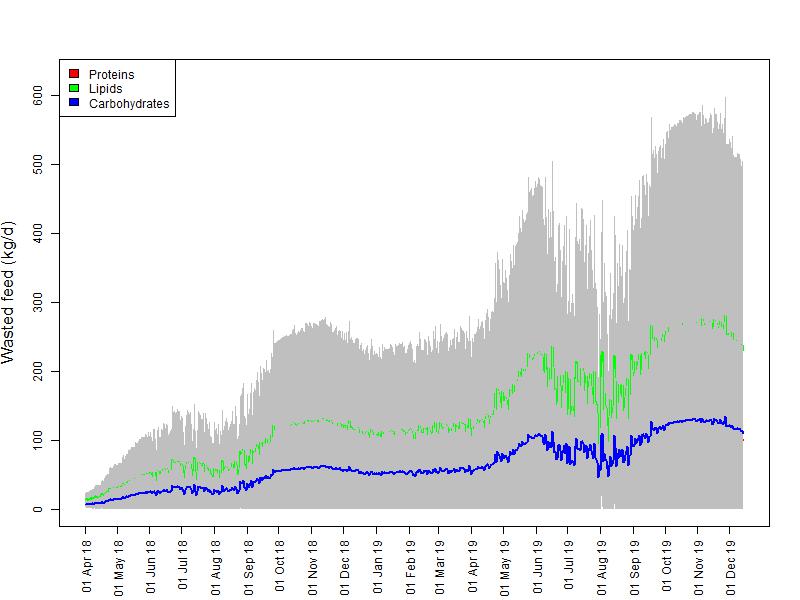 Proteins
Lipids
Carbohydrates
Wasted feed (kg/d)
600
500
400
300
200
100
0
01 Apr 18
01 May 18
01 Jun 18
01 Jul 18
01 Aug 18
01 Sep 18
01 Oct 18
01 Nov 18
01 Dec 18
01 Jan 19
01 Feb 19
01 Mar 19
01 Apr 19
01 May 19
01 Jun 19
01 Jul 19
01 Aug 19
01 Sep 19
01 Oct 19
01 Nov 19
01 Dec 19